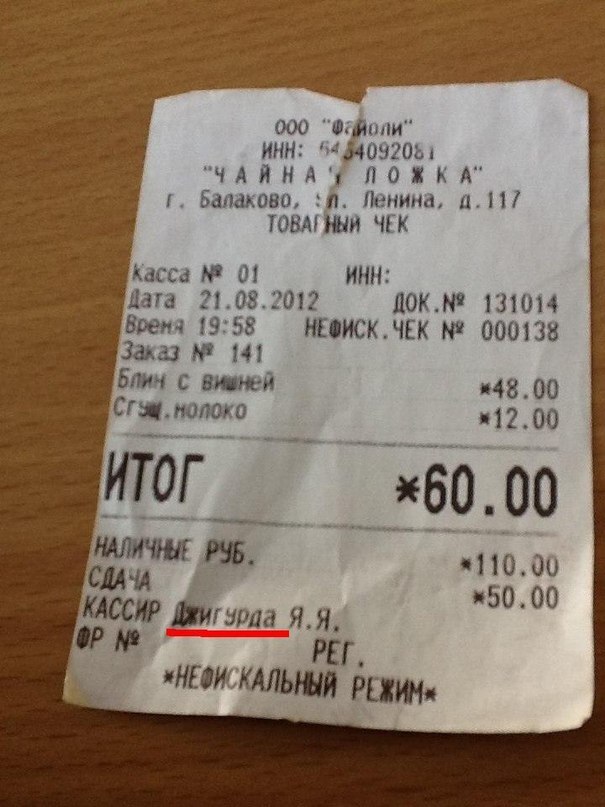 ООО "Файоли"
ИНН: 6454092081
"ЧАЙНАЯ ЛОЖКА"
г. Балаково, ул. Ленина, д.117
ТОВАРНЫЙ ЧЕК
Касса № 01 ИНН:
Дата 21.08.2012 ДОК.№ 131014
Время 19:58 НЕФИСК.ЧЕК № 000138
Заказ № 141
Блин с вишней *48.00
Сгущ.молоко *12.00
ИТОГ *60.00
НАЛИЧНЫЕ РУБ. *110.00
СДАЧА *50.00
КАССИР Джигурда Я.Я.
ФР № РЕГ.
*НЕФИСКАЛЬНЫЙ РЕЖИМ*